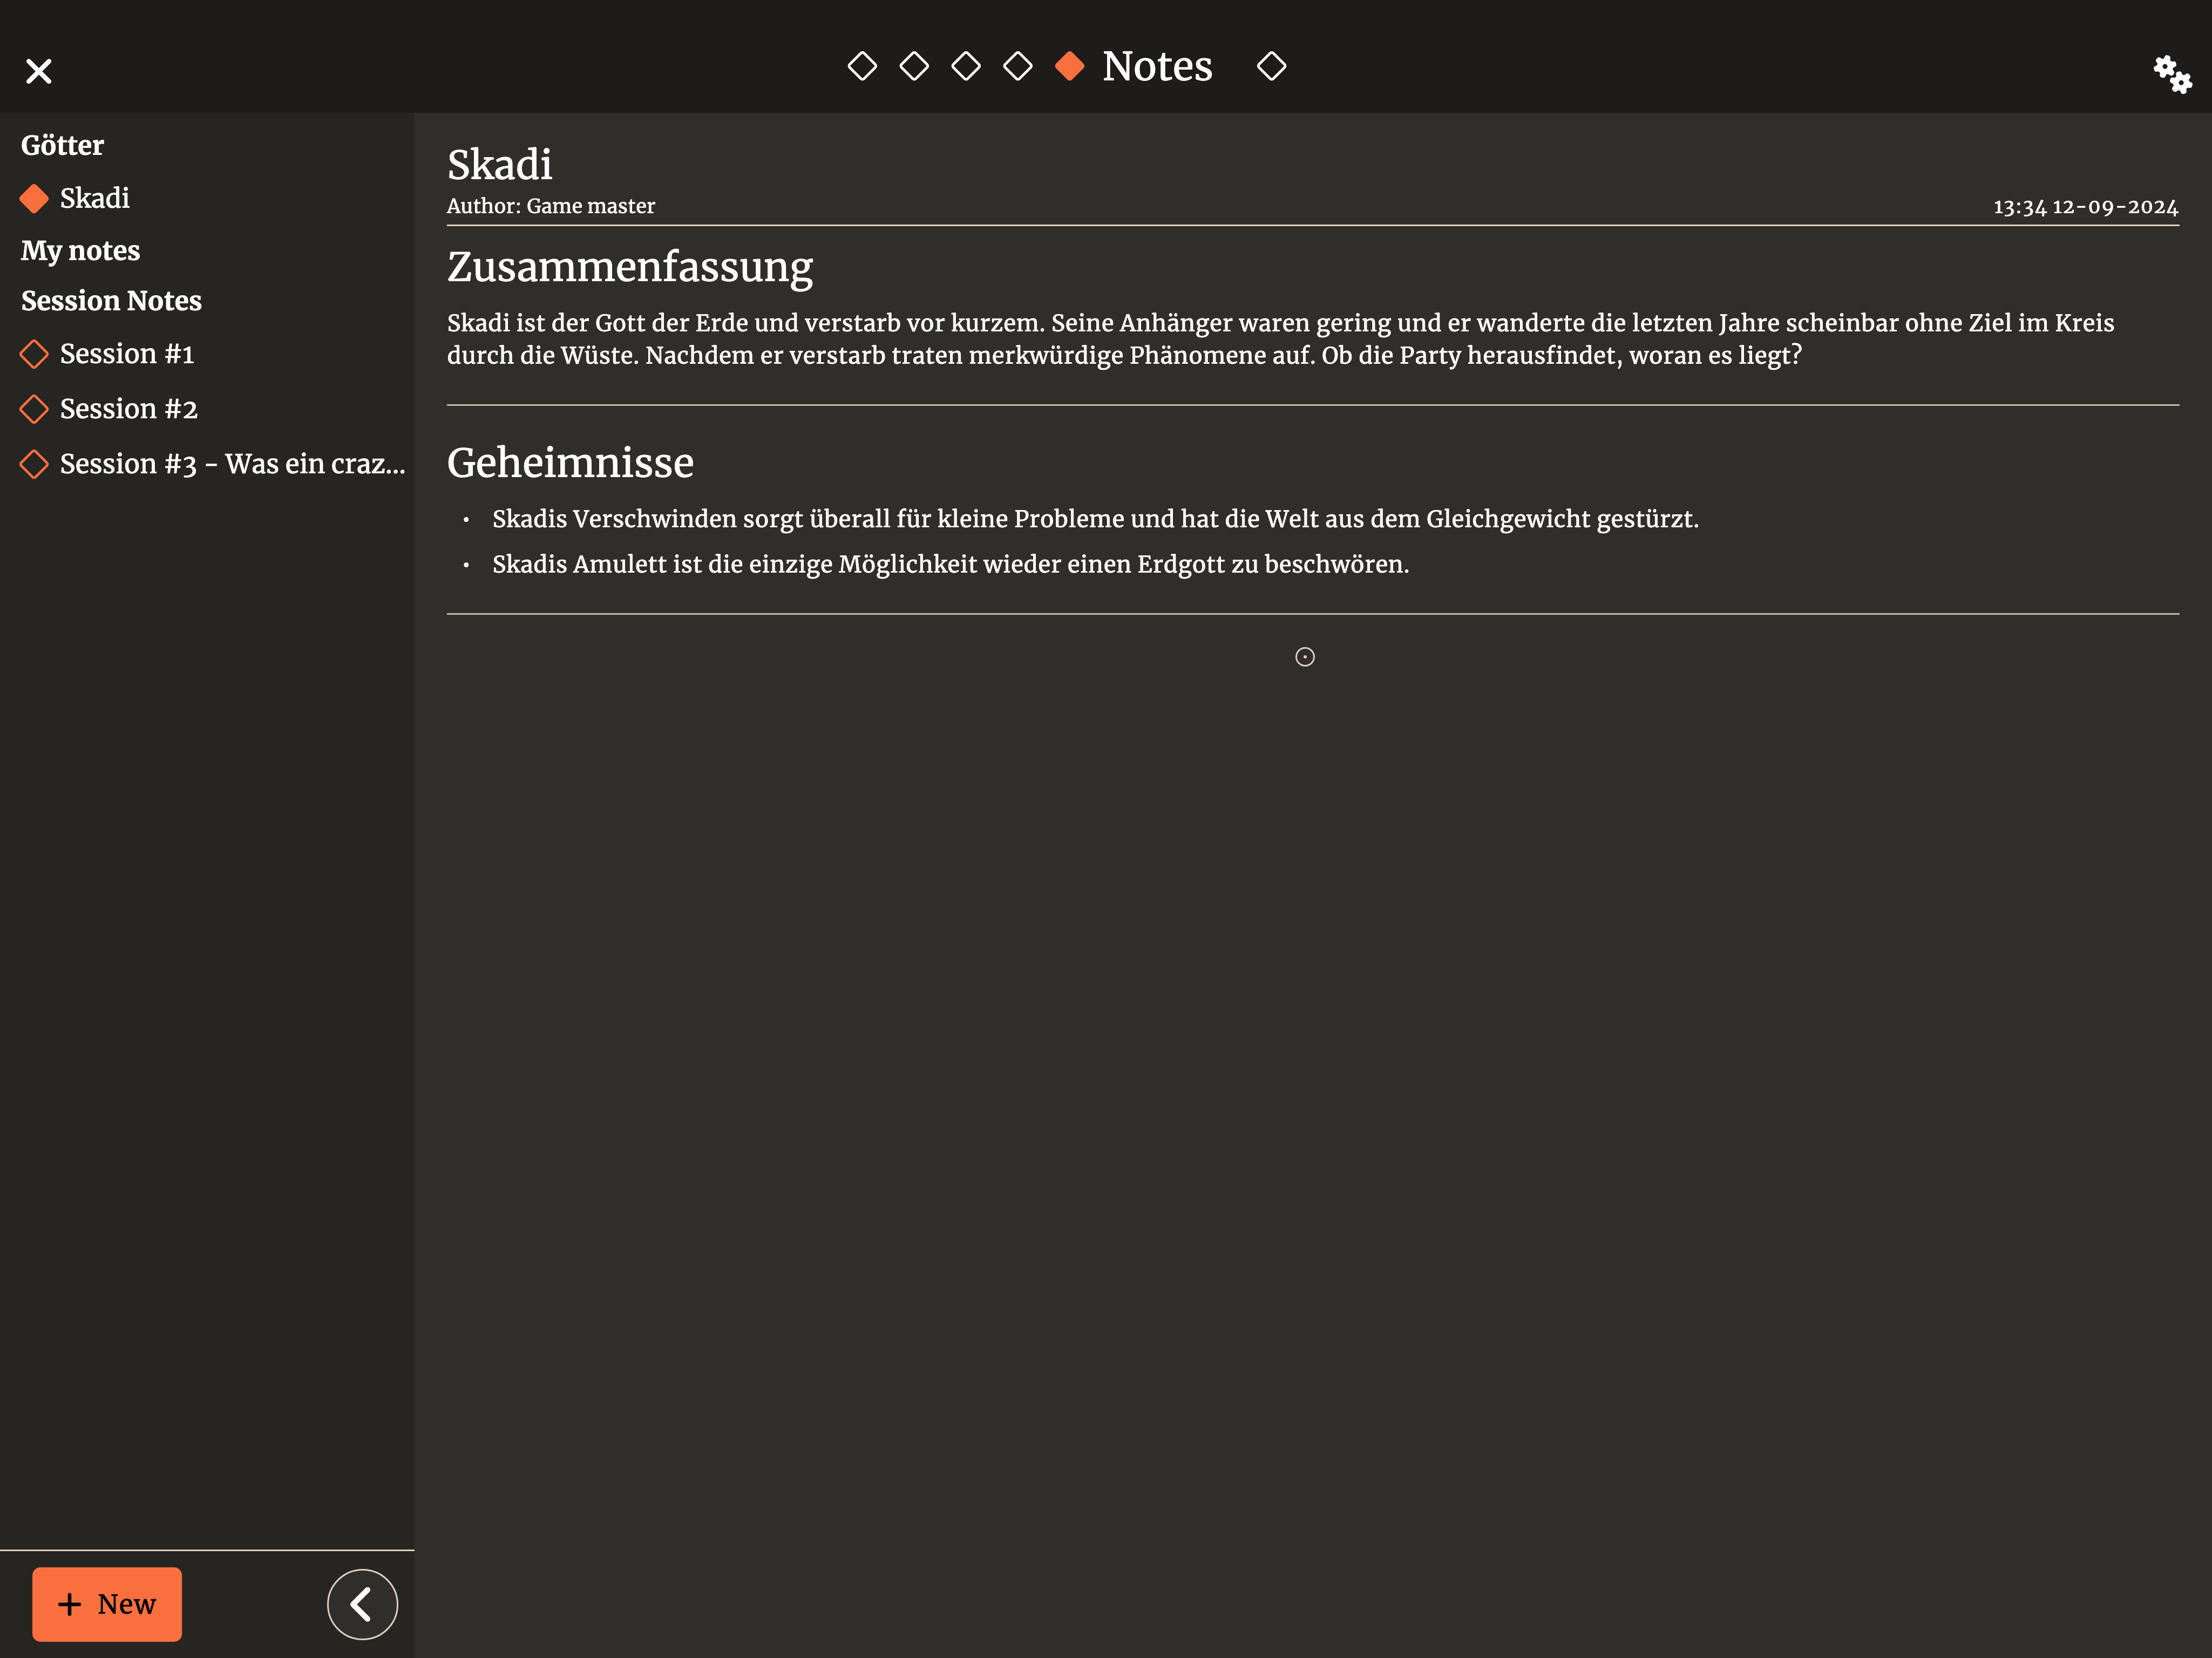 Notes
Götter
Skadi
My notes
Session Notes
Session #1
Session #2
Session #3 - Was ein craz...
+ New
Skadi
Author: Game master
13:34 12-09-2024
Zusammenfassung
Skadi ist der Gott der Erde und verstarb vor kurzem. Seine Anhänger waren gering und er wanderte die letzten Jahre scheinbar ohne Ziel im Kreis
durch die Wüste. Nachdem er verstarb traten merkwürdige Phänomene auf. Ob die Party herausfindet, woran es liegt?
Geheimnisse
• Skadis Verschwinden sorgt überall für kleine Probleme und hat die Welt aus dem Gleichgewicht gestürzt.
• Skadis Amulett ist die einzige Möglichkeit wieder einen Erdgott zu beschwören.